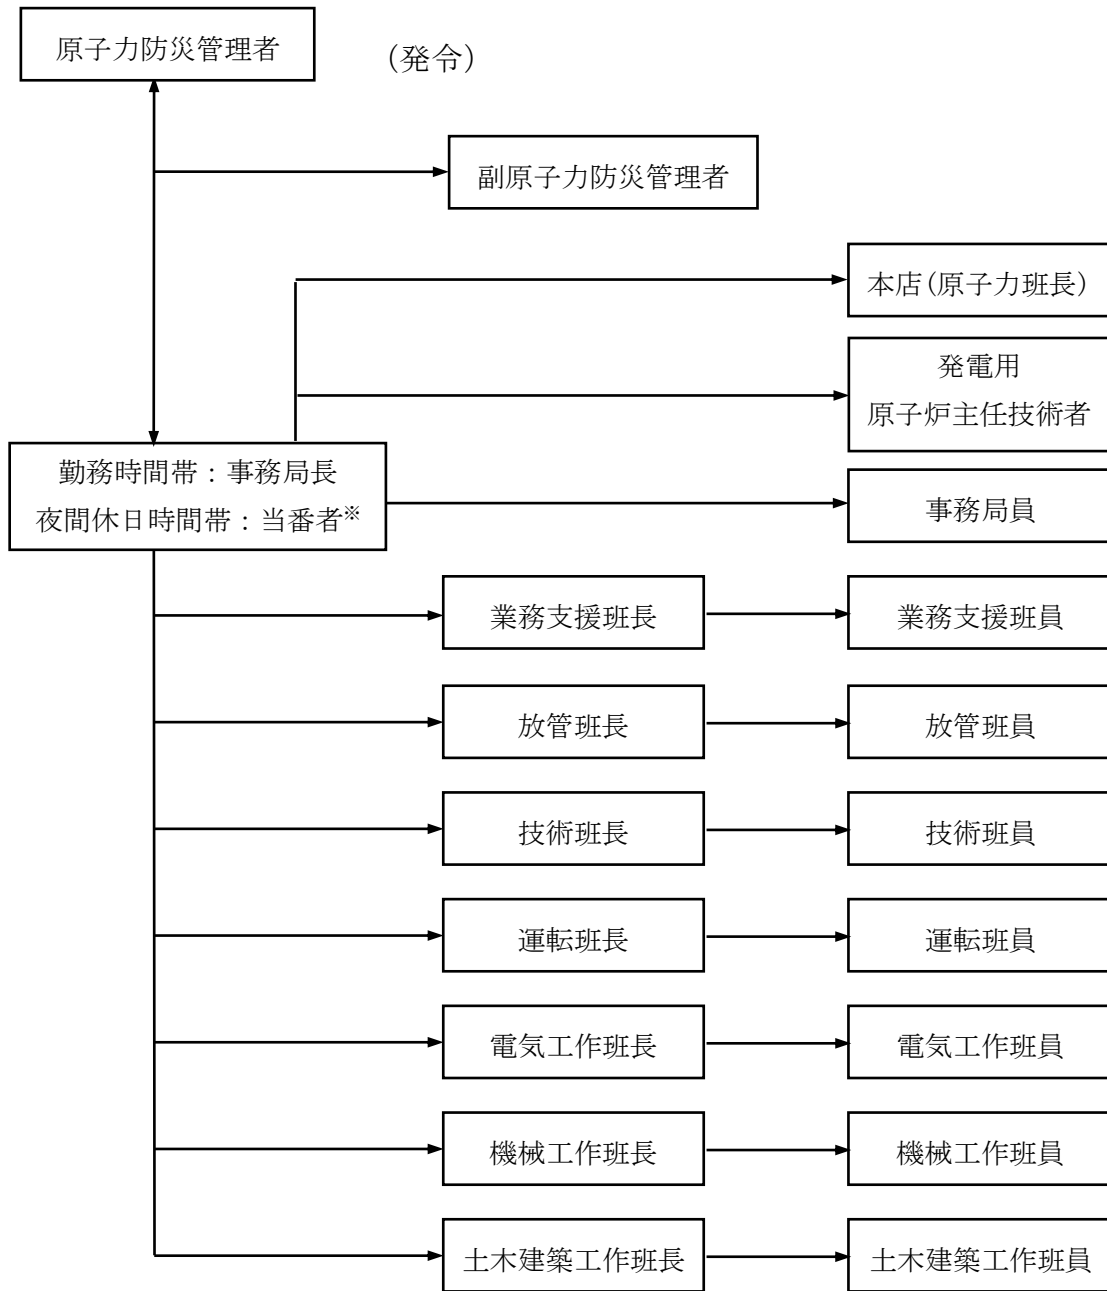 原子力防災管理者
(発令)
副原子力防災管理者
本店(原子力班長)
発電用
原子炉主任技術者
勤務時間帯：事務局長
夜間休日時間帯：当番者※
事務局員
業務支援班長
業務支援班員
放管班長
放管班員
技術班長
技術班員
運転班長
運転班員
電気工作班長
電気工作班員
機械工作班長
機械工作班員
土木建築工作班長
土木建築工作班員